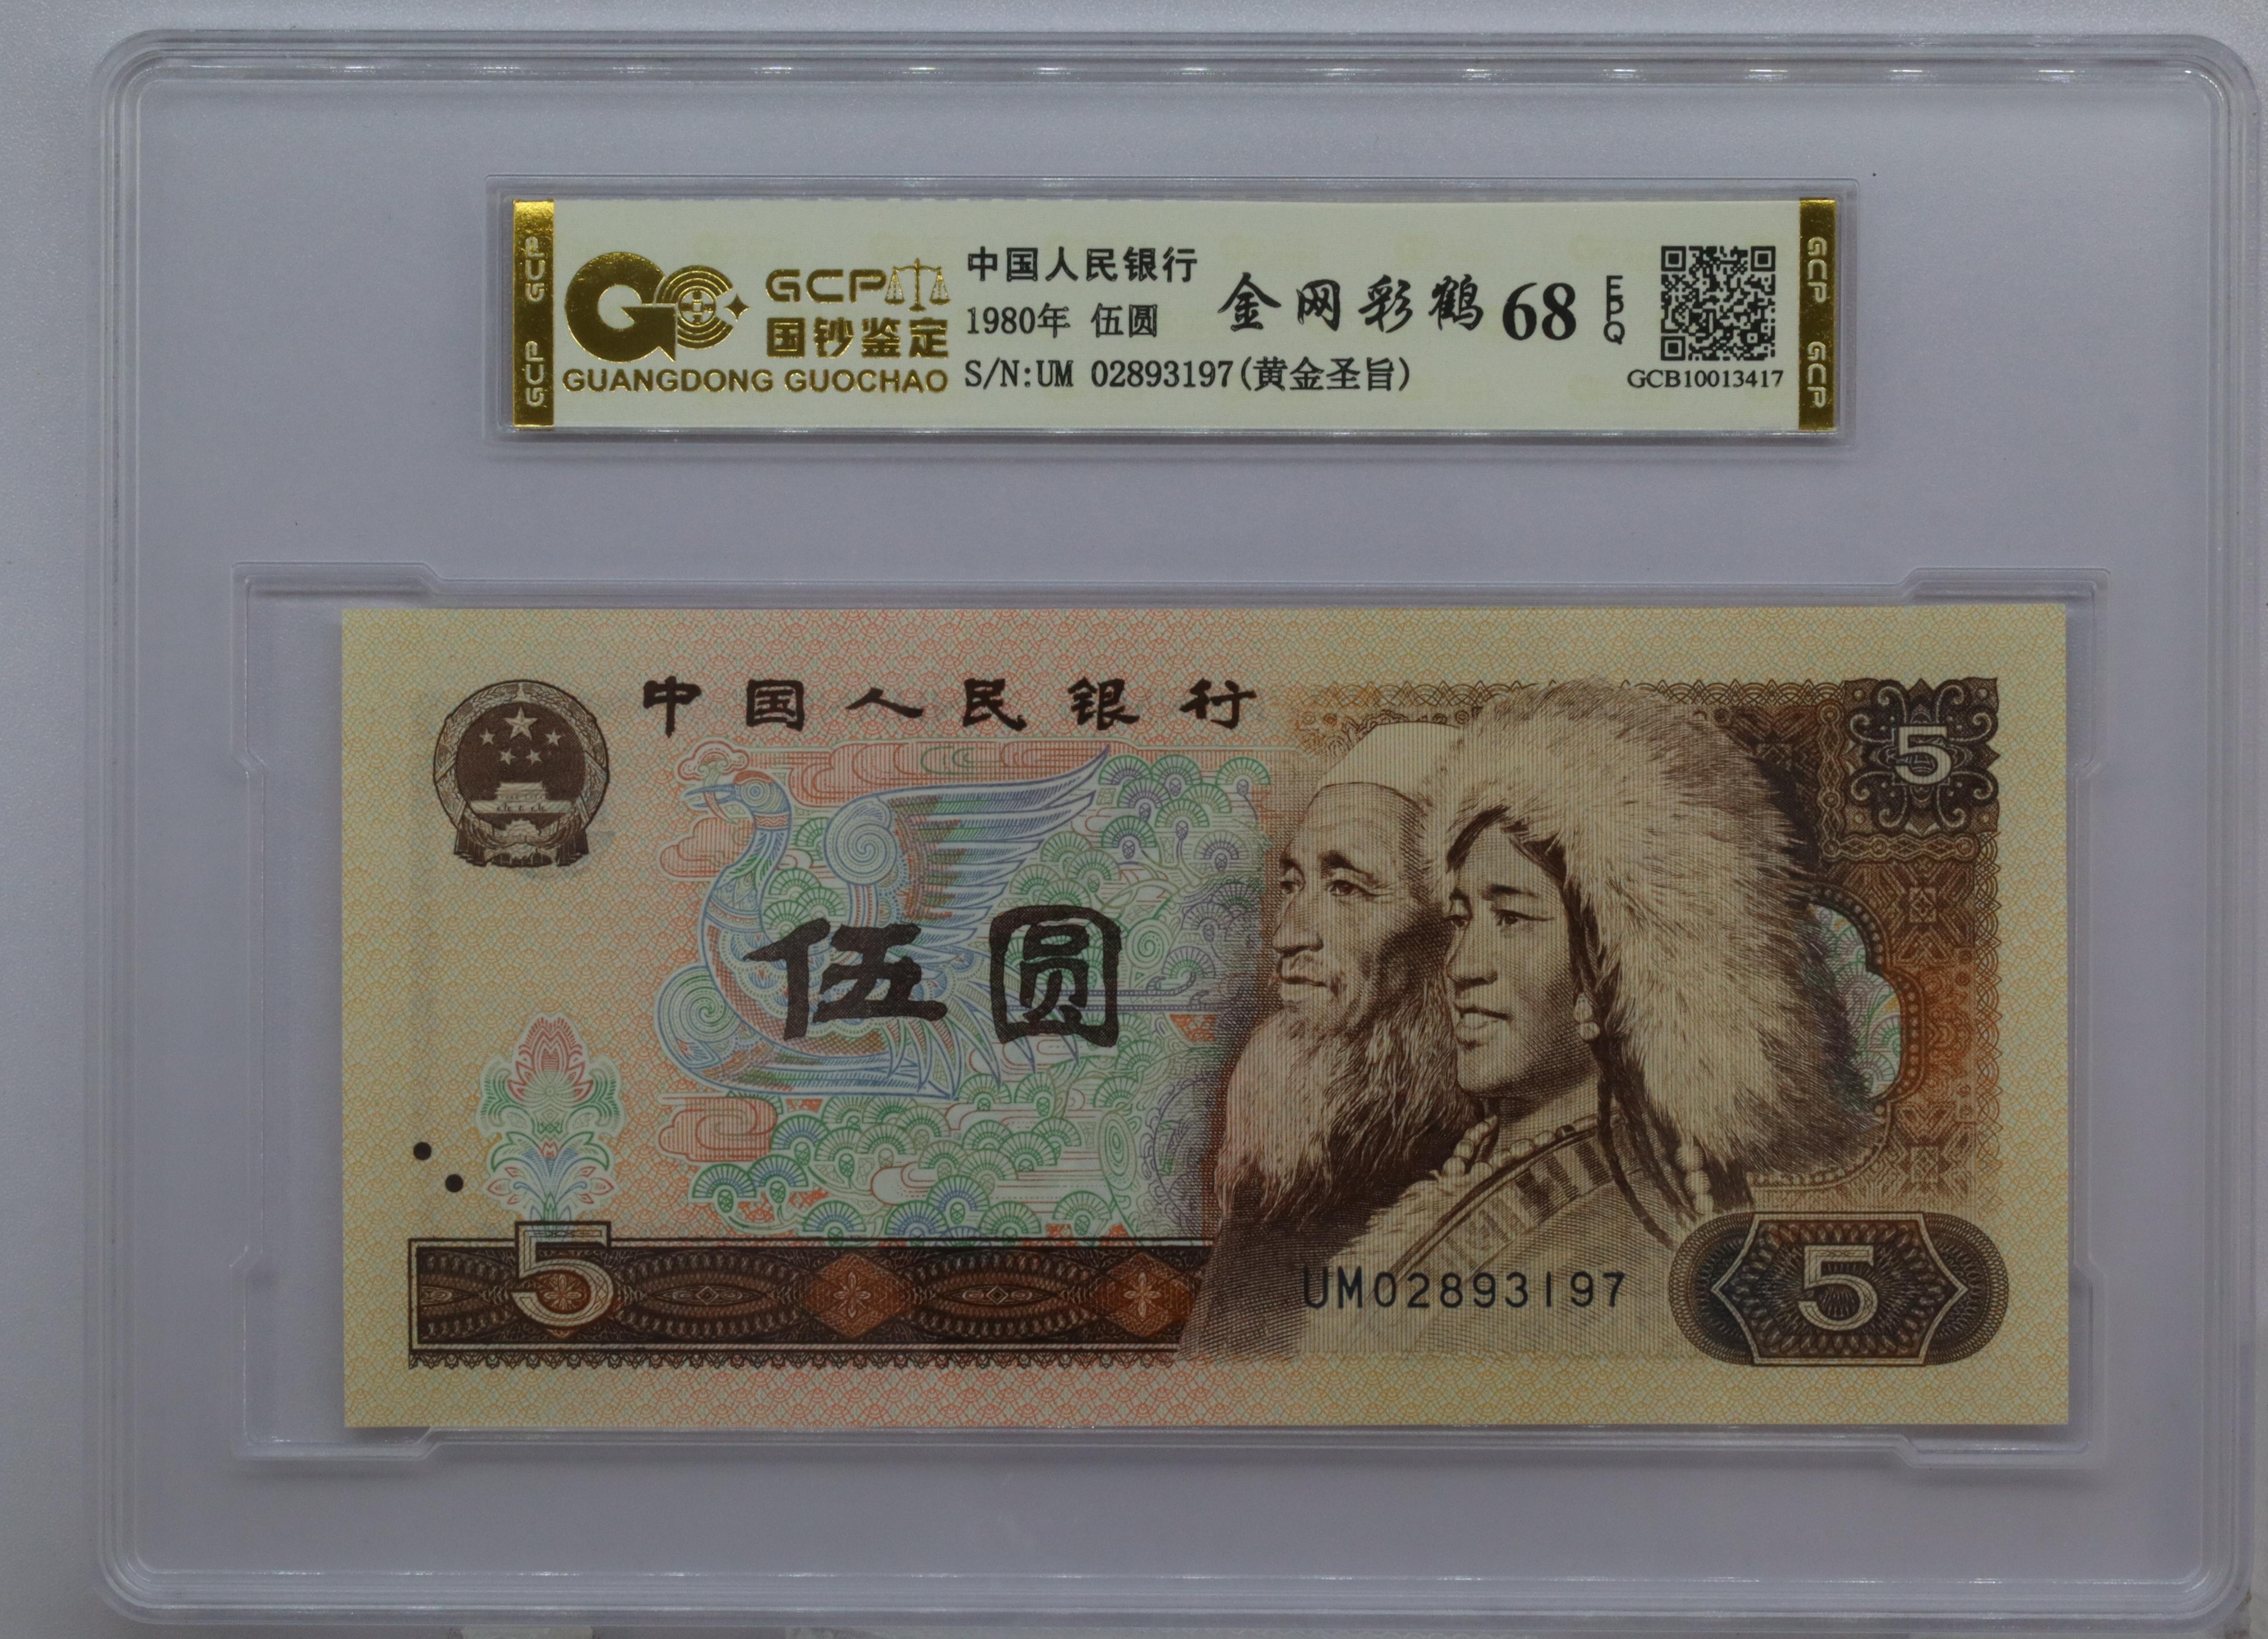 GCP GCP
GCP
国钞鉴定
GUANGDONG GUOCHAO
中国人民银行
1980年 伍圆
S/N:UM 02893197(黄金圣旨)
金网彩鹤 68 EPQ
GCB10013417
GCP GCP
中国人民银行
5
伍圆
5
UM02893197
5